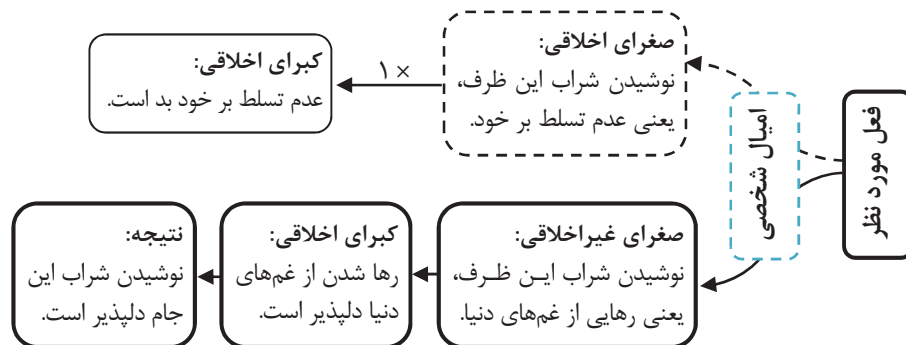 فعل مورد نظر
امیال شخصی
صغرای اخلاقی:
نوشیدن شراب این ظرف،
یعنی عدم تسلط بر خود.
۱ ×
کبرای اخلاقی:
عدم تسلط بر خود بد است.
صغرای غیراخلاقی:
نوشیدن شراب ایـن ظـرف،
یعنی رهایی از غم‌های دنیا.
کبرای اخلاقی:
رها شدن از غم‌های
دنیا دلپذیر است.
نتیجه:
نوشیدن شراب این
جام دلپذیر است.